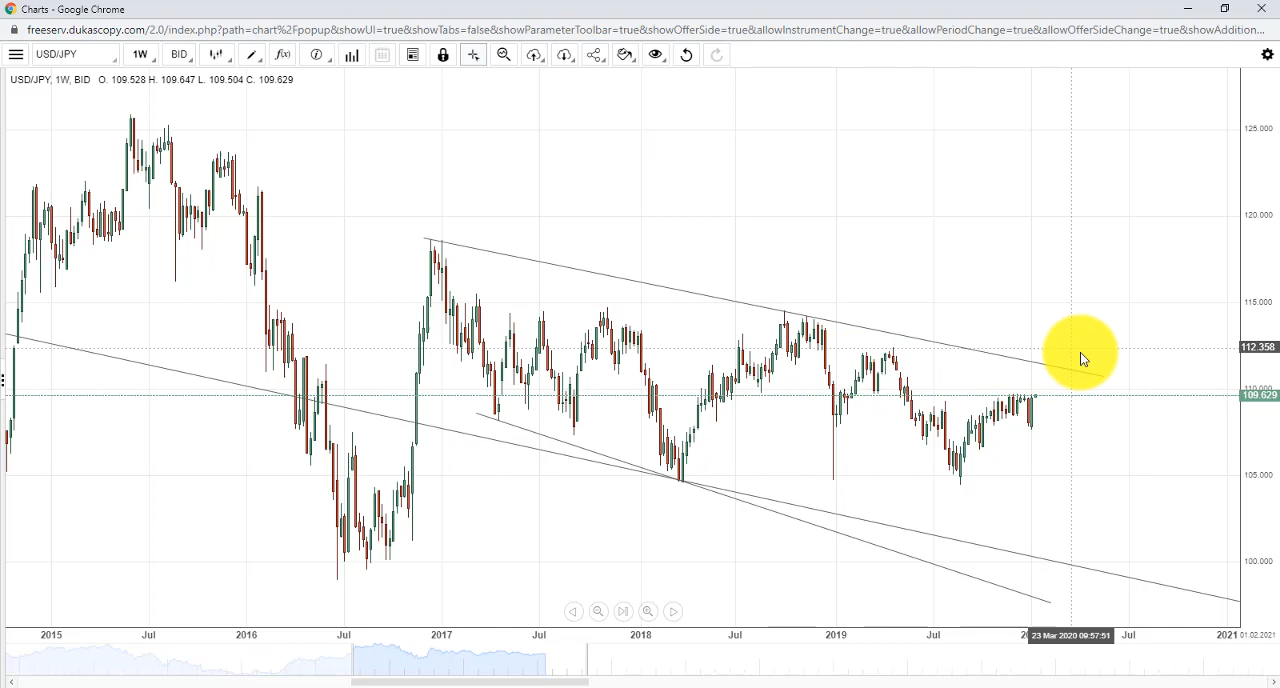 Charts - Google Chrome
freeserv.dukascopy.com/2.0/index.php?path=chart%2Fpopup&showUI=true&showTabs=false&showParameterToolbar=true&showOfferSide=true&allowInstrumentChange=true&allowPeriodChange=true&allowOfferSideChange=true&showAddition...
USD/JPY 1W BID f(x)
USD/JPY, 1W, BID O. 109.528 H. 109.647 L. 109.504 C. 109.629
125.000
120.000
115.000
112.358
110.000
109.629
105.000
100.000
2015 Jul 2016 Jul 2017 Jul 2018 Jul 2019 Jul 23 Mar 2020 09:57:51 Jul 2021 01.02.2021